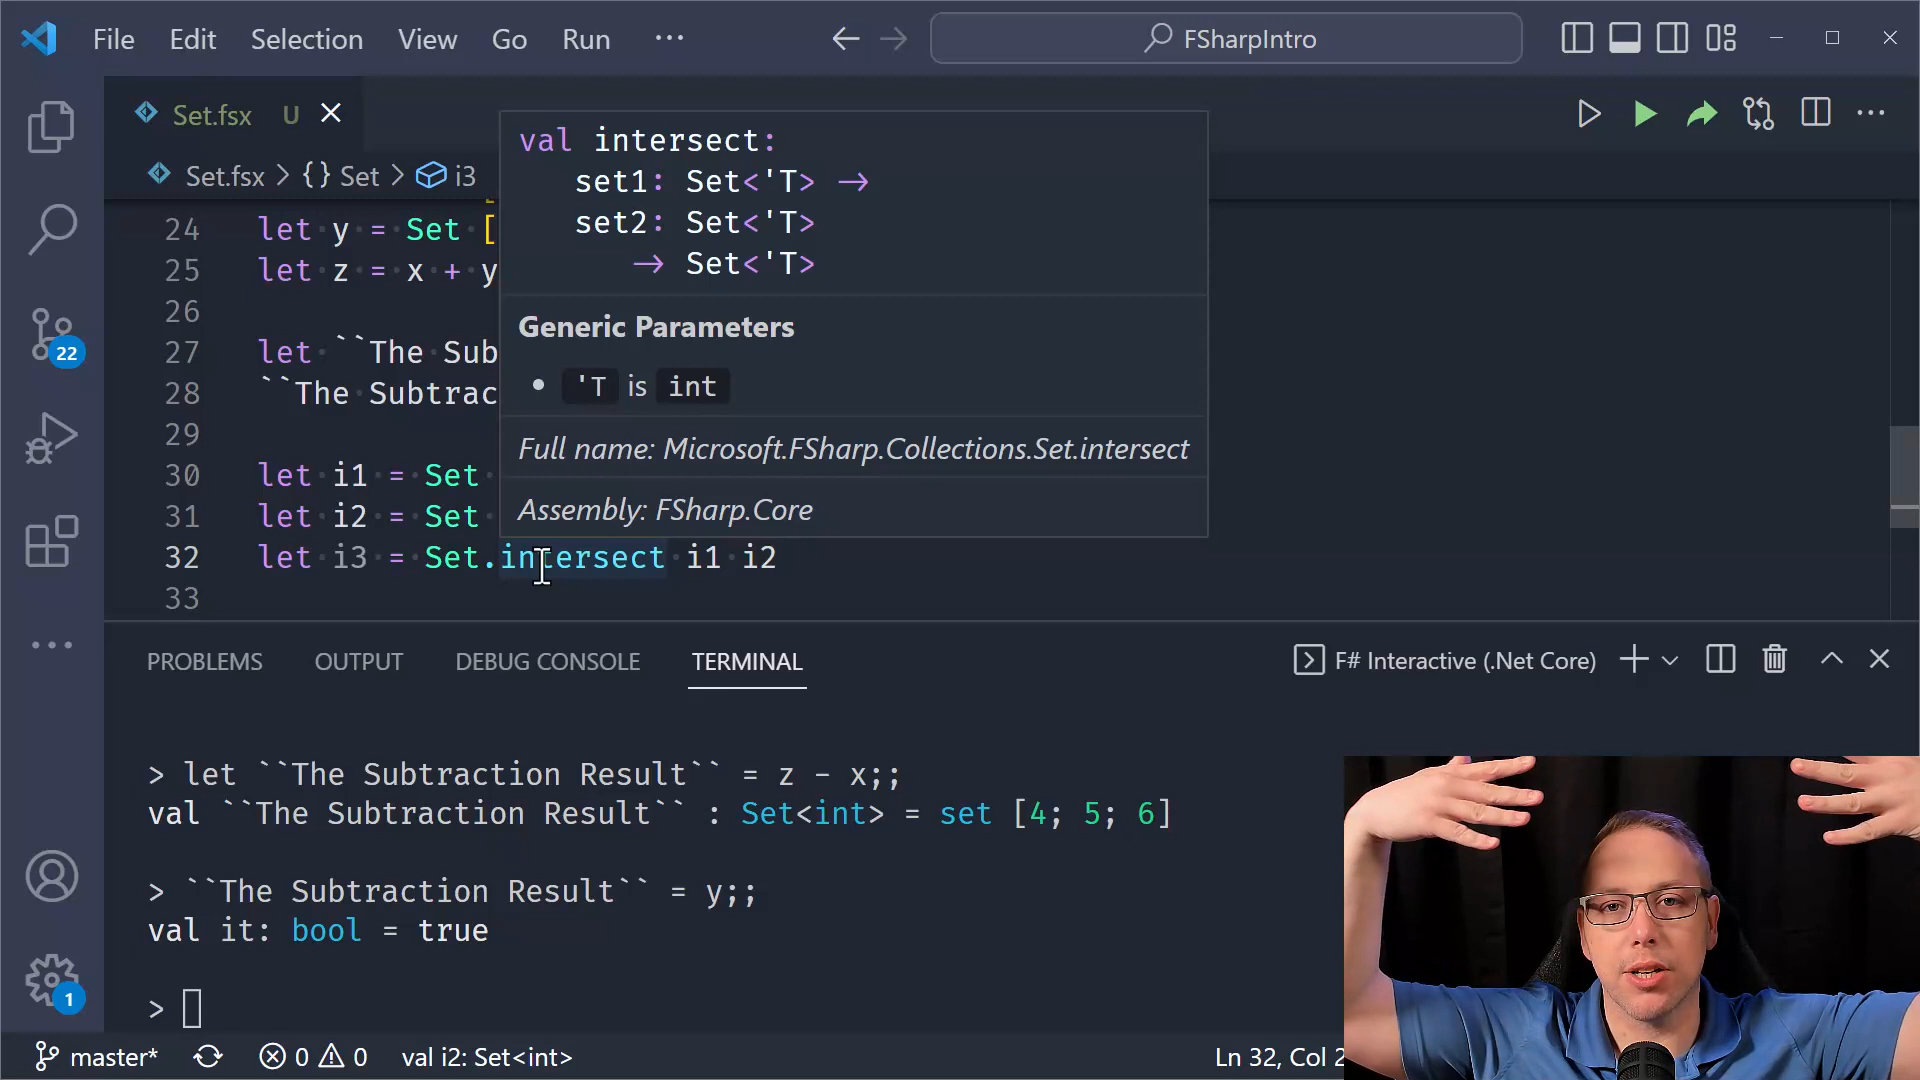 File Edit Selection View Go Run ··· FSharpIntro
Set.fsx U
Set.fsx > {} Set > i3
val intersect:
set1: Set<'T> →
set2: Set<'T>
→ Set<'T>
Generic Parameters
• 'T is int
Full name: Microsoft.FSharp.Collections.Set.intersect
Assembly: FSharp.Core
24 let y = Set [
25 let z = x + y
26
27 let ``The Sub
28 ``The Subtrac
29
30 let i1 = Set
31 let i2 = Set
32 let i3 = Set.intersect i1 i2
33
22
PROBLEMS OUTPUT DEBUG CONSOLE TERMINAL F# Interactive (.Net Core)
> let ``The Subtraction Result`` = z - x;;
val ``The Subtraction Result`` : Set<int> = set [4; 5; 6]
> ``The Subtraction Result`` = y;;
val it: bool = true
>
1
master* 0 0 val i2: Set<int> Ln 32, Col 2